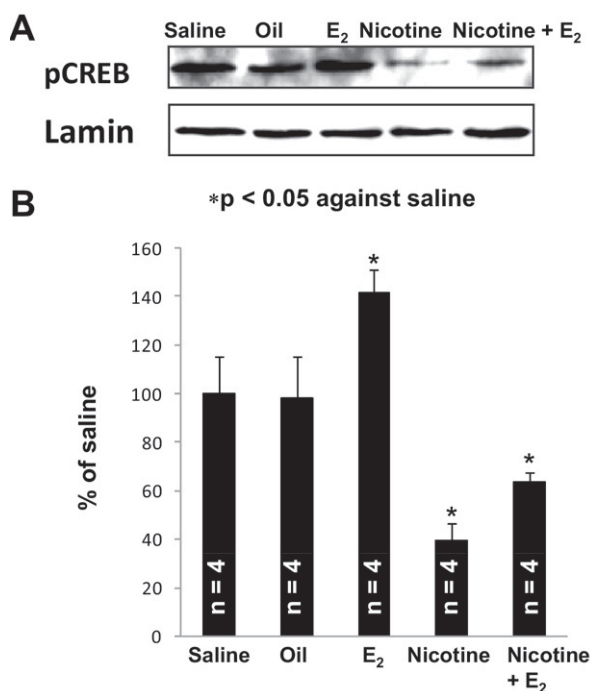 A
Saline Oil E₂ Nicotine Nicotine + E₂
pCREB
Lamin
B
*p < 0.05 against saline
% of saline
160
140
120
100
80
60
40
20
0
*
*
*
n = 4
n = 4
n = 4
n = 4
n = 4
Saline Oil E₂ Nicotine Nicotine
+ E₂